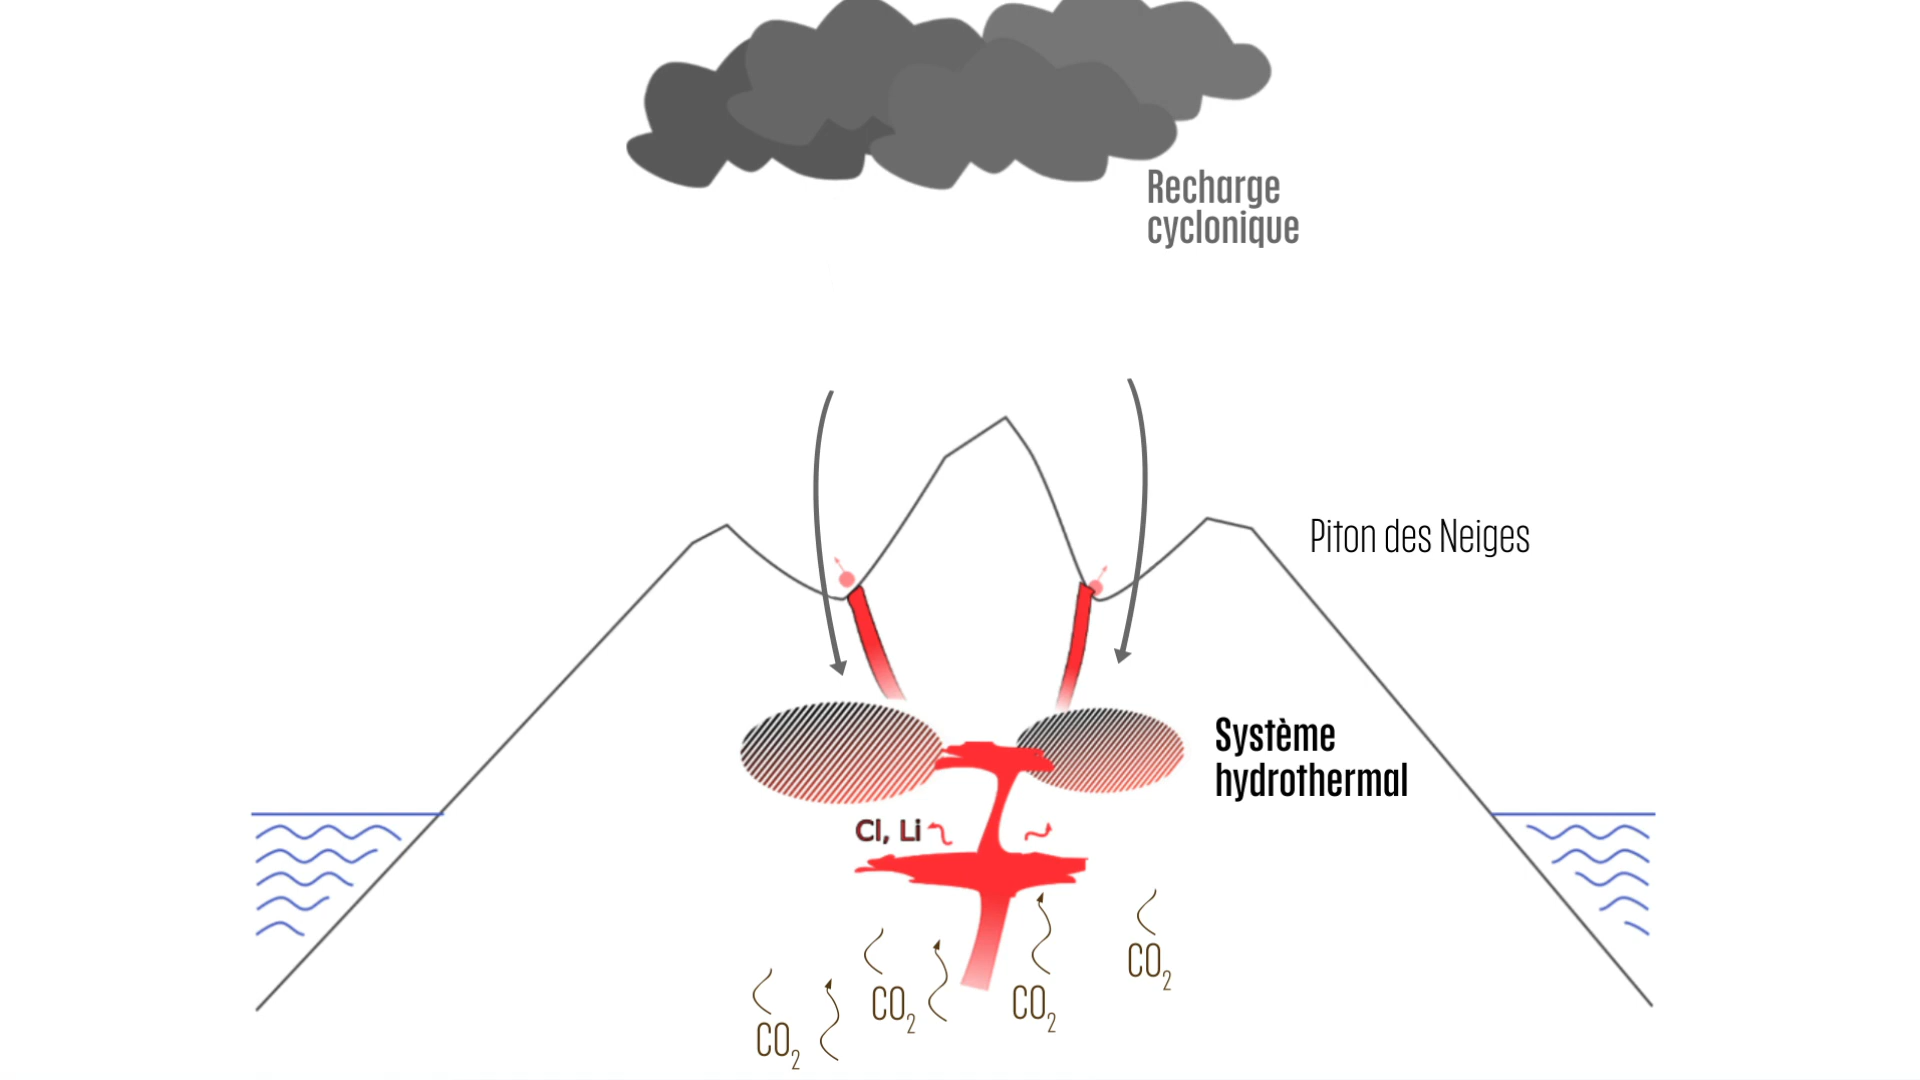 Recharge
cyclonique
Piton des Neiges
Système
hydrothermal
Cl, Li
CO2
CO2
CO2
CO2